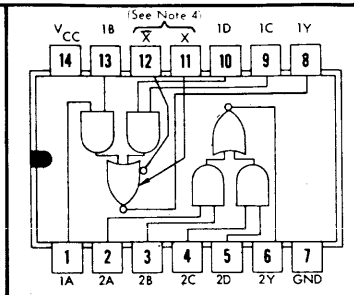 (See Note 4)
VCC 1B X̅ X 1D 1C 1Y
14 13 12 11 10 9 8
1 2 3 4 5 6 7
1A 2A 2B 2C 2D 2Y GND